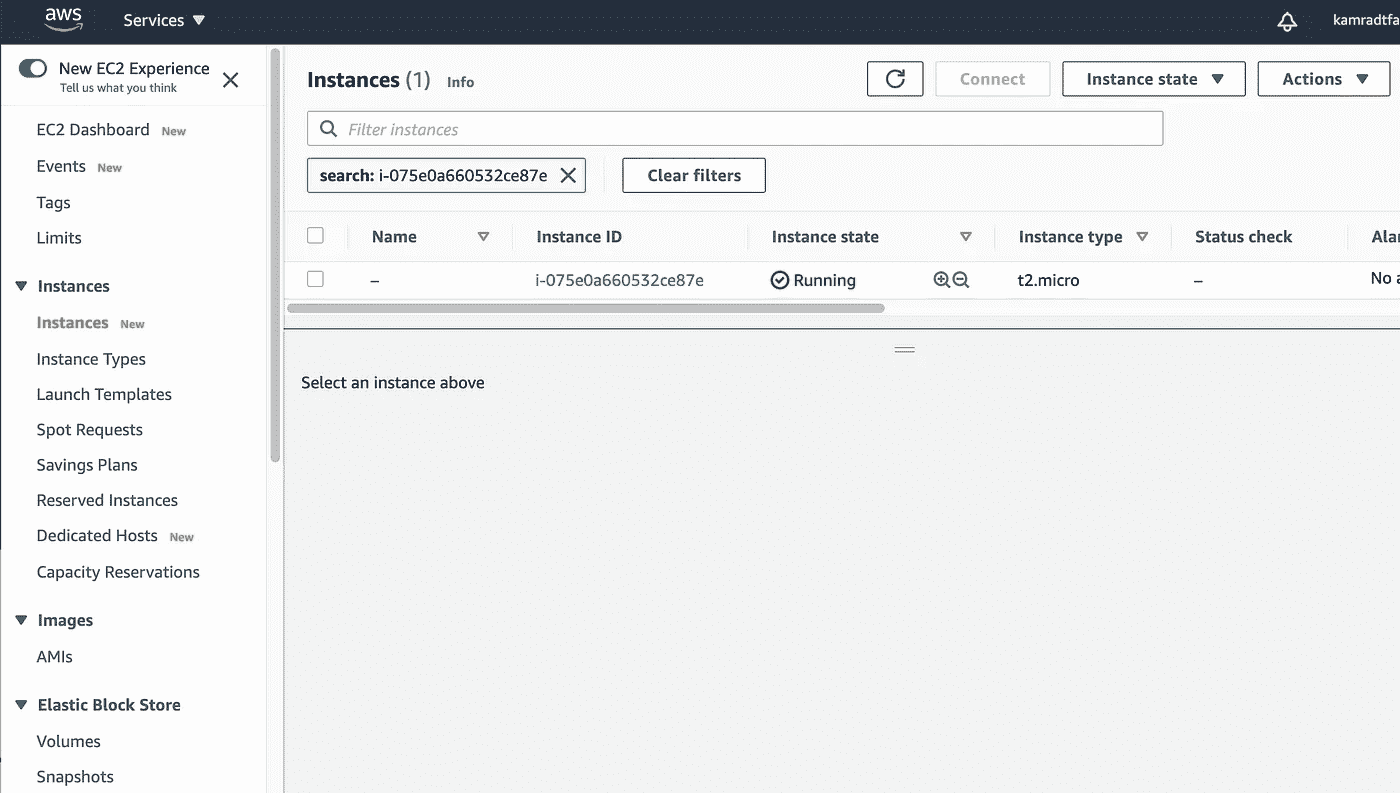 aws Services kamradtfa
New EC2 Experience
Tell us what you think
EC2 Dashboard New
Events New
Tags
Limits
Instances
Instances New
Instance Types
Launch Templates
Spot Requests
Savings Plans
Reserved Instances
Dedicated Hosts New
Capacity Reservations
Images
AMIs
Elastic Block Store
Volumes
Snapshots
Instances (1) Info
Connect Instance state Actions
Filter instances
search: i-075e0a660532ce87e Clear filters
Name Instance ID Instance state Instance type Status check Alar
– i-075e0a660532ce87e Running t2.micro – No a
Select an instance above